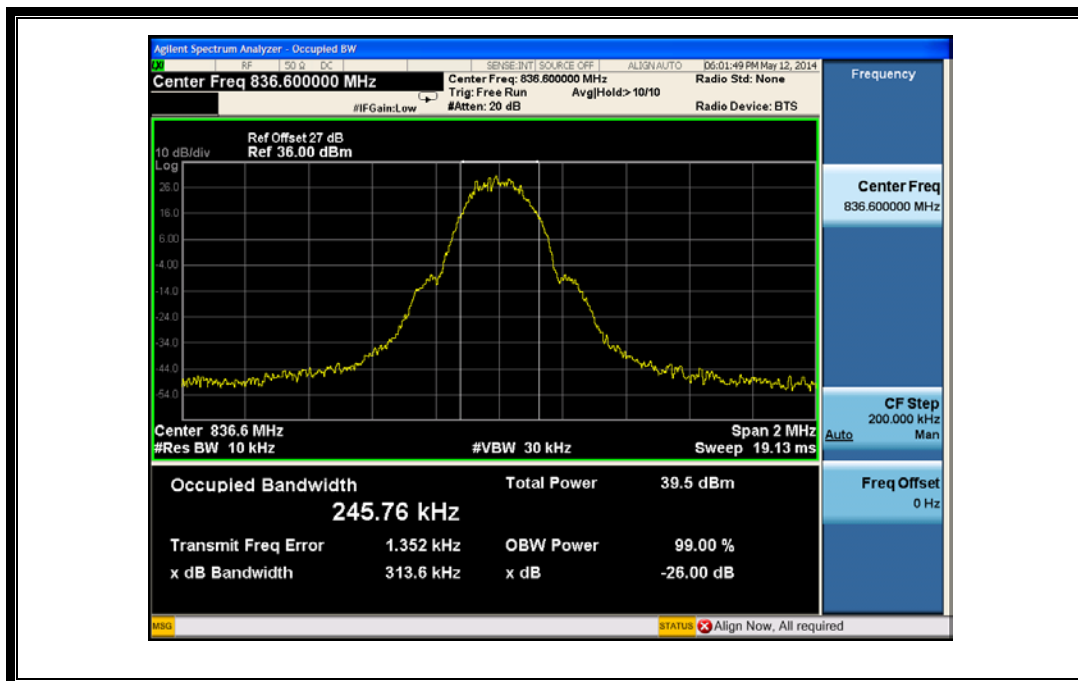 Agilent Spectrum Analyzer - Occupied BW
LXI RF 50 Ω DC SENSE:INT SOURCE OFF ALIGN AUTO 06:01:49 PM May 12, 2014
Center Freq 836.600000 MHz
Center Freq: 836.600000 MHz
Radio Std: None
Trig: Free Run Avg|Hold:> 10/10
#IFGain:Low
#Atten: 20 dB
Radio Device: BTS
Ref Offset 27 dB
10 dB/div Ref 36.00 dBm
Log
26.0
16.0
6.00
-4.00
-14.0
-24.0
-34.0
-44.0
-54.0
Center 836.6 MHz Span 2 MHz
#Res BW 10 kHz #VBW 30 kHz Sweep 19.13 ms
Occupied Bandwidth Total Power 39.5 dBm
245.76 kHz
Transmit Freq Error 1.352 kHz OBW Power 99.00 %
x dB Bandwidth 313.6 kHz x dB -26.00 dB
Frequency
Center Freq
836.600000 MHz
CF Step
200.000 kHz
Auto Man
Freq Offset
0 Hz
MSG STATUS Align Now, All required